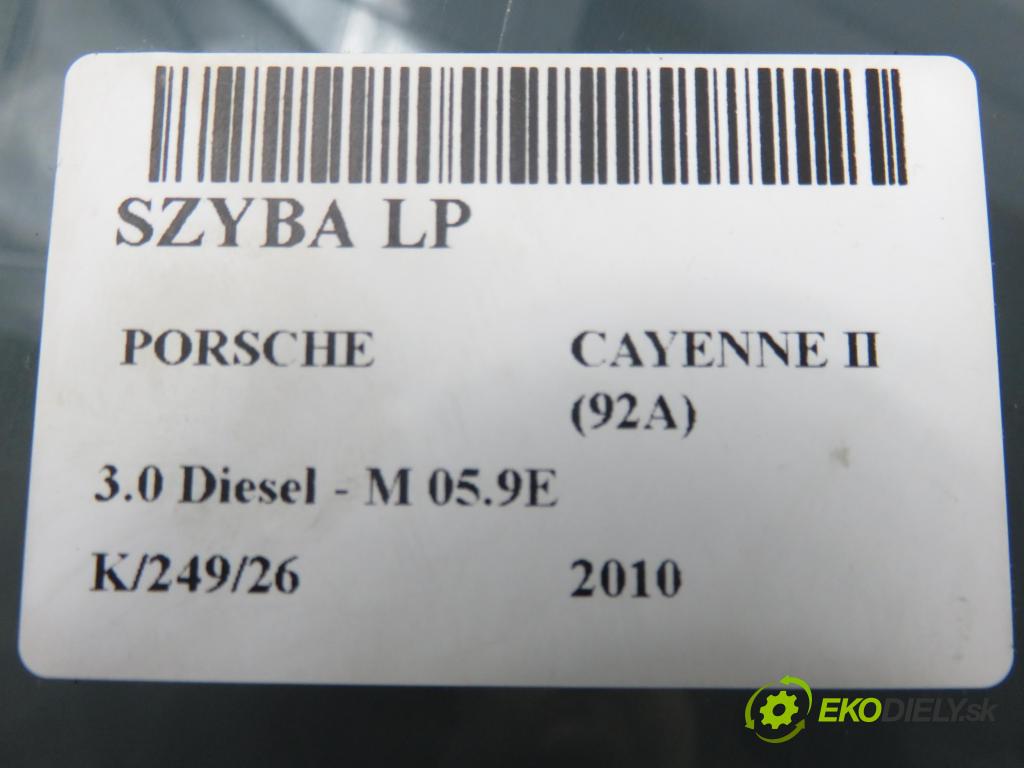 SZYBA LP
PORSCHE CAYENNE II
(92A)
3.0 Diesel - M 05.9E
K/249/26 2010
EKODIELY.sk